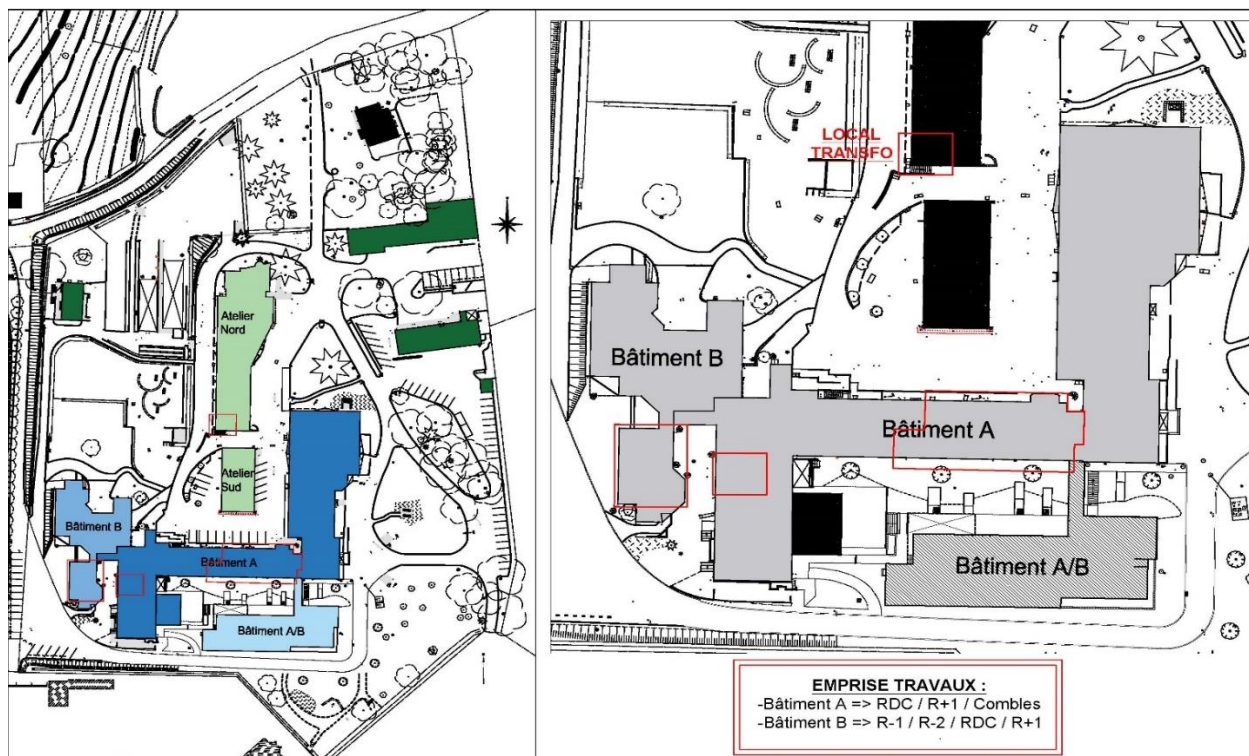 Atelier
Nord
Atelier
Sud
Bâtiment B
Bâtiment A
Bâtiment A/B
LOCAL
TRANSFO
Bâtiment B
Bâtiment A
Bâtiment A/B
EMPRISE TRAVAUX :
-Bâtiment A => RDC / R+1 / Combles
-Bâtiment B => R-1 / R-2 / RDC / R+1